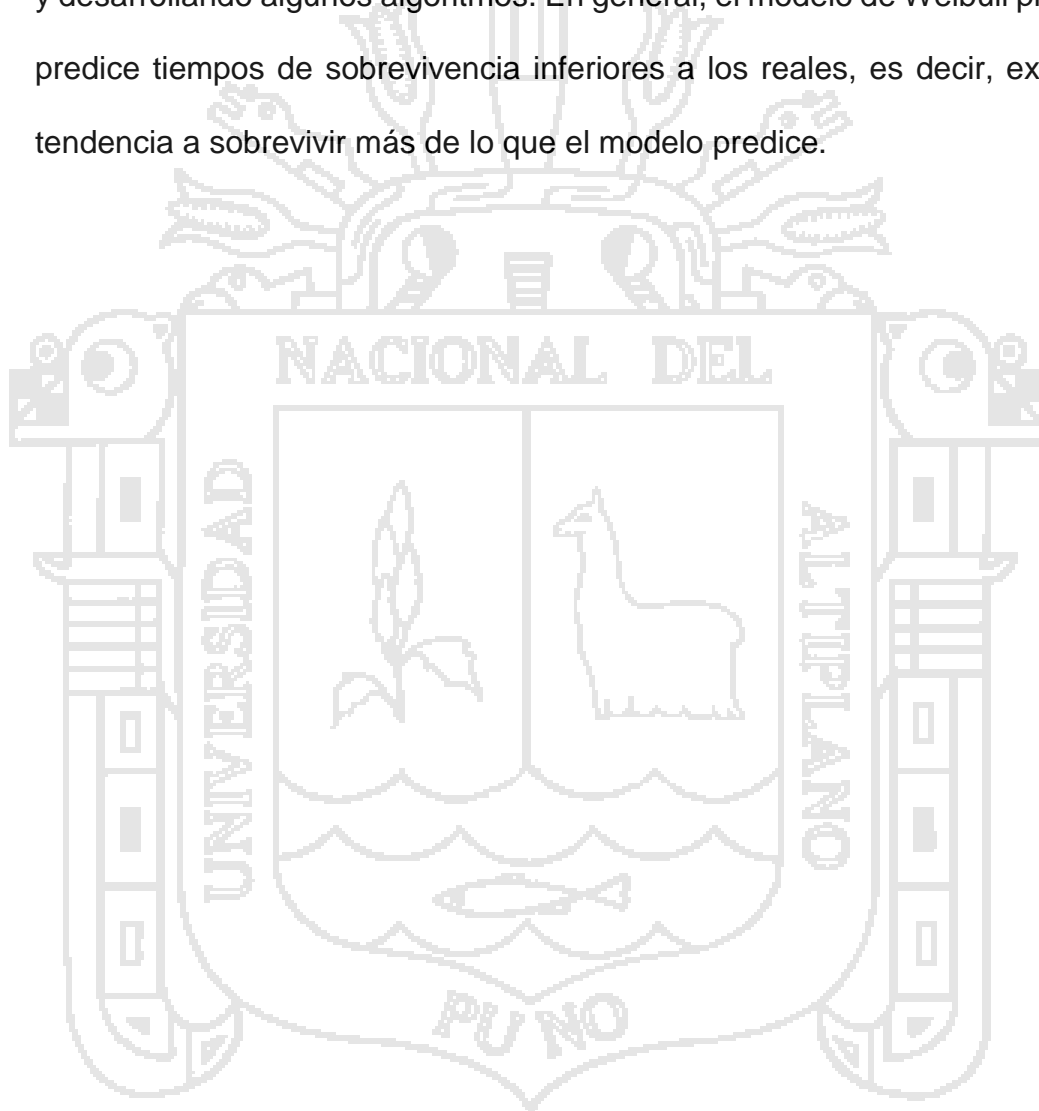 y desarrollando algunos algoritmos. En general, el modelo de Weibull
predice tiempos de sobrevivencia inferiores a los reales, es decir,
tendencia a sobrevivir más de lo que el modelo predice.
NACIONAL DEL
UNIVERSIDAD
ALTIPLANO
PUNO